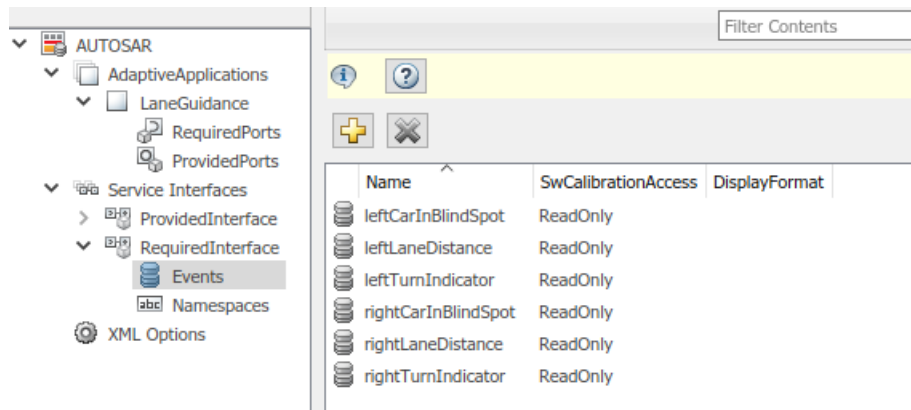 Filter Contents
AUTOSAR
AdaptiveApplications
LaneGuidance
RequiredPorts
ProvidedPorts
Service Interfaces
ProvidedInterface
RequiredInterface
Events
abc Namespaces
XML Options
Name SwCalibrationAccess DisplayFormat
leftCarInBlindSpot ReadOnly
leftLaneDistance ReadOnly
leftTurnIndicator ReadOnly
rightCarInBlindSpot ReadOnly
rightLaneDistance ReadOnly
rightTurnIndicator ReadOnly